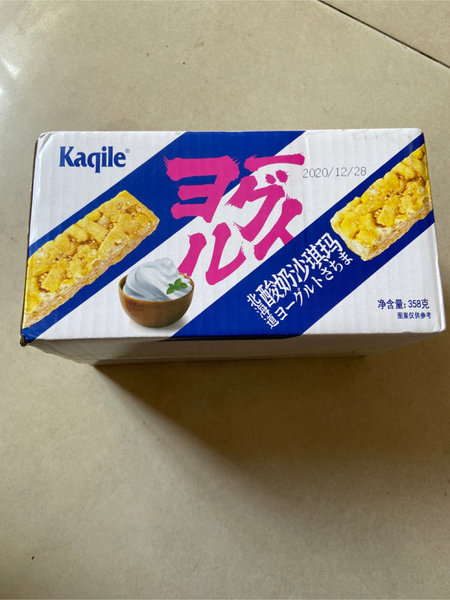 Kaqile®
ヨーグルイ
2020/12/28
北海道
酸奶沙琪玛
ヨーグルトさちま
净含量: 358克
图案仅供参考